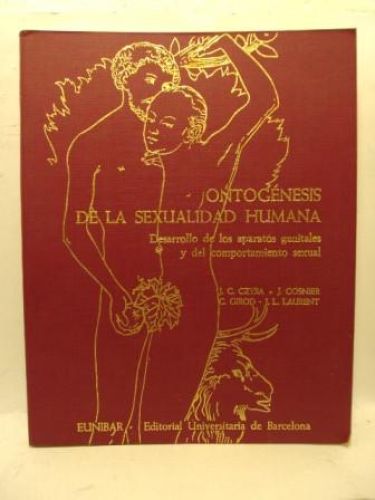 ONTOGÉNESIS
DE LA SEXUALIDAD HUMANA
Desarrollo de los aparatos genitales
y del comportamiento sexual
J. C. CZYBA - J. COSNIER
C. GIROD - J. L. LAURENT
EUNIBAR - Editorial Universitaria de Barcelona